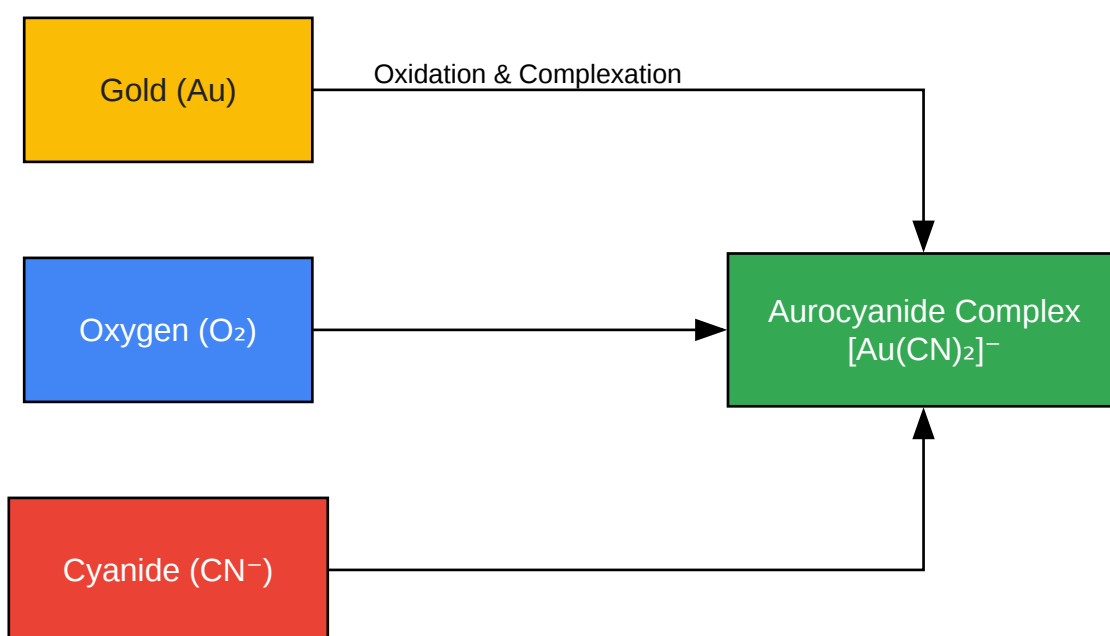 Gold (Au)
Oxidation & Complexation
Oxygen (O₂)
Aurocyanide Complex
[Au(CN)₂]⁻
Cyanide (CN⁻)